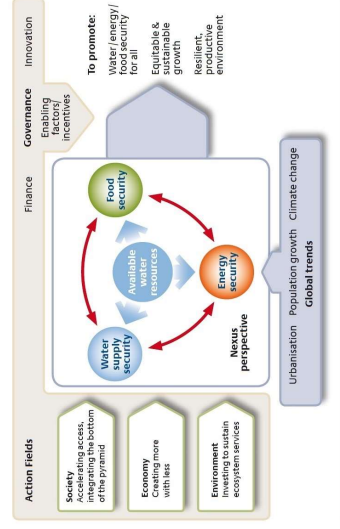 Action Fields
Society
Accelerating access,
integrating the bottom
of the pyramid
Economy
Creating more
with less
Environment
Investing to sustain
ecosystem services
Finance
Governance
Innovation
Enabling
factors/
incentives
Water
supply
security
Food
security
Available
water
resources
Energy
security
Nexus
perspective
To promote:
Water/energy/
food security
for all
Equitable &
sustainable
growth
Resilient,
productive
environment
Urbanisation Population growth Climate change
Global trends